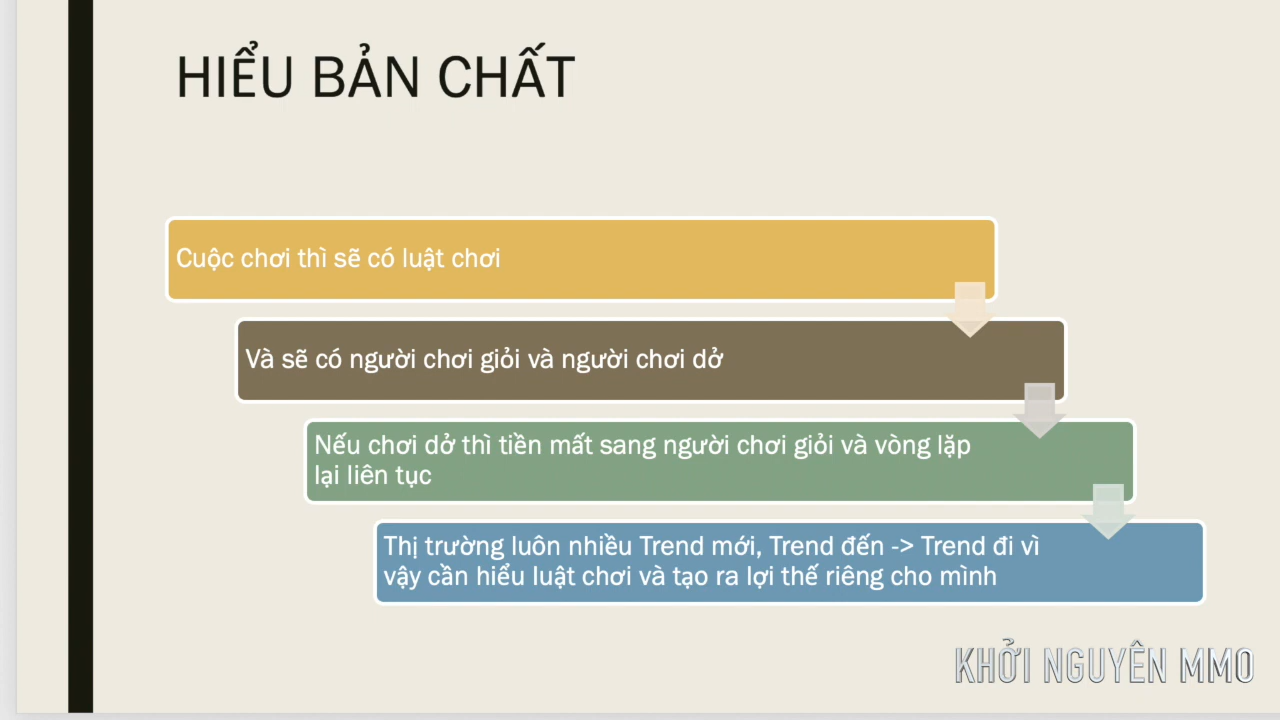 HIỂU BẢN CHẤT
Cuộc chơi thì sẽ có luật chơi
Và sẽ có người chơi giỏi và người chơi dở
Nếu chơi dở thì tiền mất sang người chơi giỏi và vòng lặp
lại liên tục
Thị trường luôn nhiều Trend mới, Trend đến -> Trend đi vì
vậy cần hiểu luật chơi và tạo ra lợi thế riêng cho mình
KHỞI NGUYÊN MMO